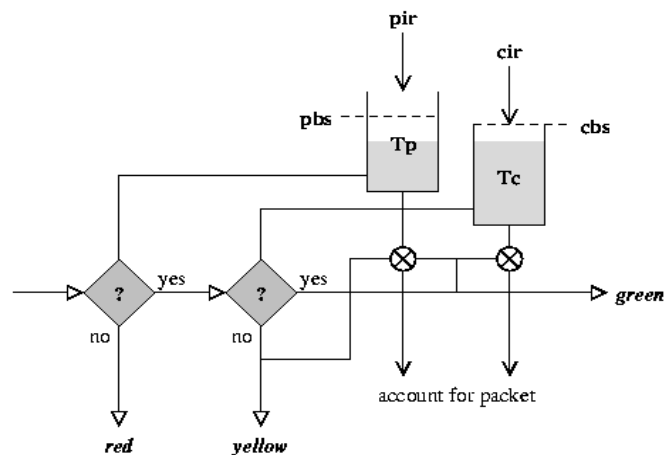 pir
cir
pbs
cbs
Tp
Tc
? yes ? yes
green
no no
account for packet
red yellow